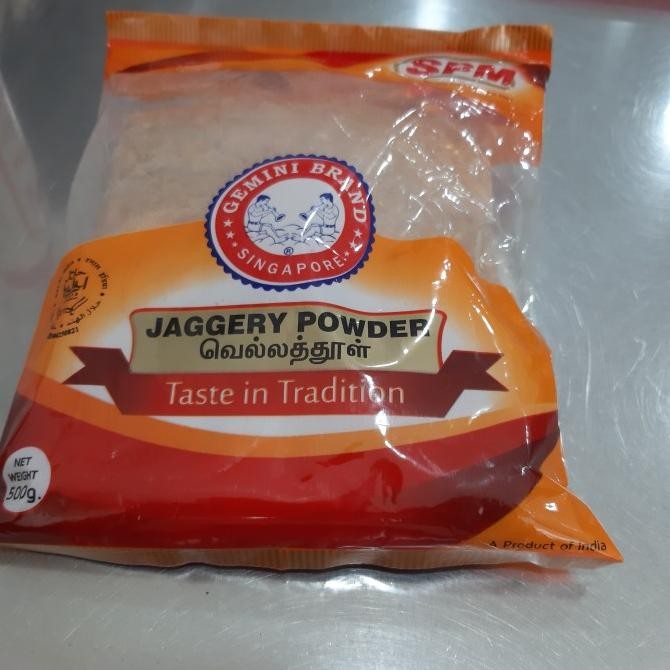 SPM
GEMINI BRAND
SINGAPORE
®
JAGGERY POWDER
வெல்லத்தூள்
Taste in Tradition
NET
WEIGHT
500g.
A Product of India